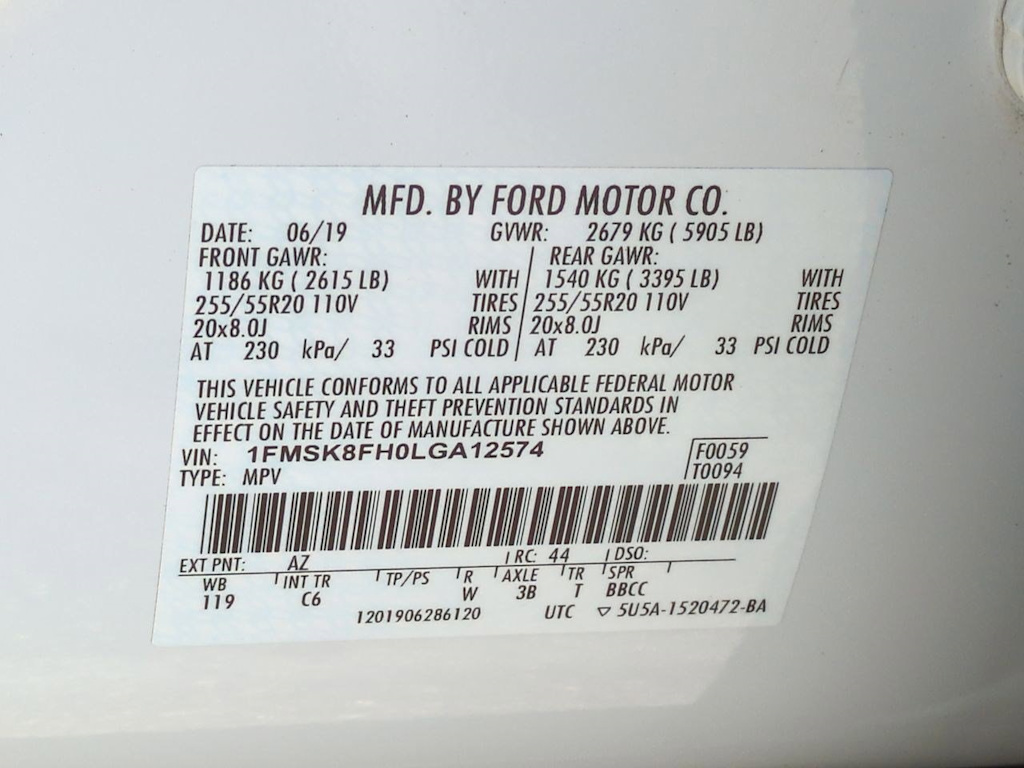 MFD. BY FORD MOTOR CO.
DATE: 06/19 GVWR: 2679 KG ( 5905 LB)
FRONT GAWR: REAR GAWR:
1186 KG ( 2615 LB) WITH 1540 KG ( 3395 LB) WITH
255/55R20 110V TIRES 255/55R20 110V TIRES
20x8.0J RIMS 20x8.0J RIMS
AT 230 kPa/ 33 PSI COLD AT 230 kPa/ 33 PSI COLD
THIS VEHICLE CONFORMS TO ALL APPLICABLE FEDERAL MOTOR
VEHICLE SAFETY AND THEFT PREVENTION STANDARDS IN
EFFECT ON THE DATE OF MANUFACTURE SHOWN ABOVE.
VIN: 1FMSK8FH0LGA12574 F0059
TYPE: MPV T0094
EXT PNT: AZ RC: 44 DSO:
WB INT TR TP/PS R AXLE TR SPR
119 C6 W 3B T BBCC
1201906286120 UTC ▽ 5U5A-1520472-BA